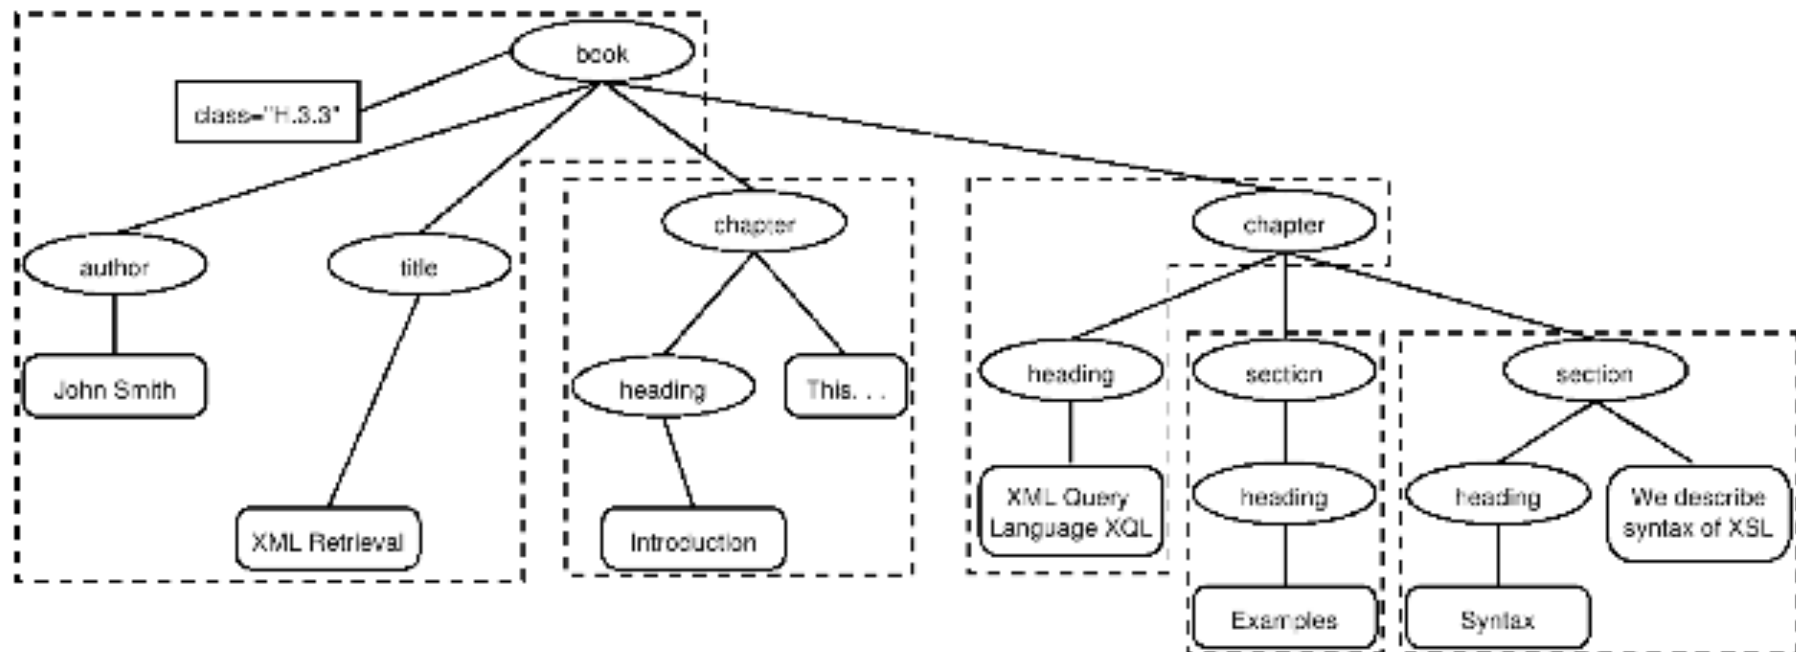 book
class="H.3.3"
chapter
chapter
author
title
heading
section
section
John Smith
heading
This. . .
XML Query
Language XQL
heading
heading
We describe
syntax of XSL
XML Retrieval
Introduction
Examples
Syntax